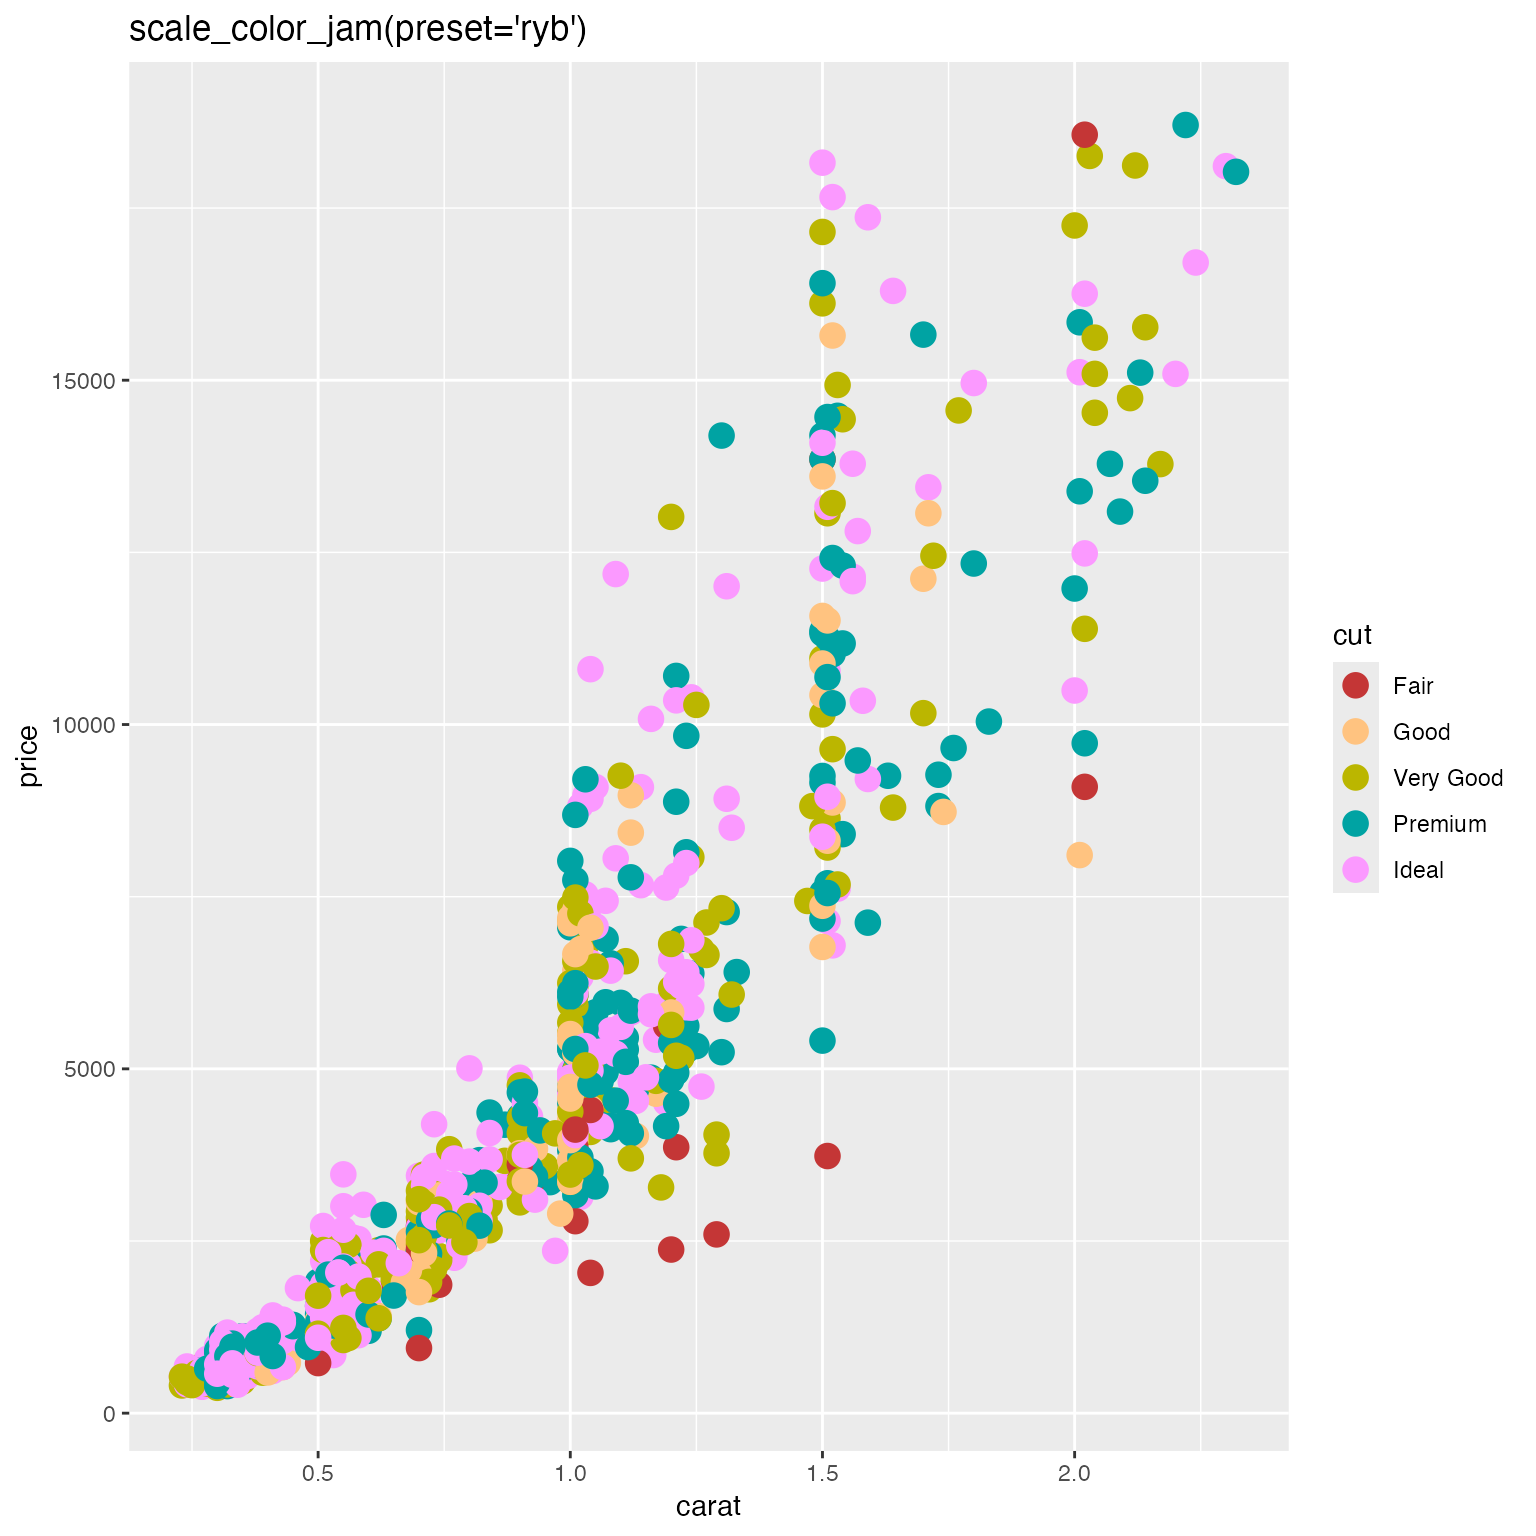 scale_color_jam(preset='ryb')
15000
10000
5000
0
price
0.5 1.0 1.5 2.0
carat
cut
Fair
Good
Very Good
Premium
Ideal